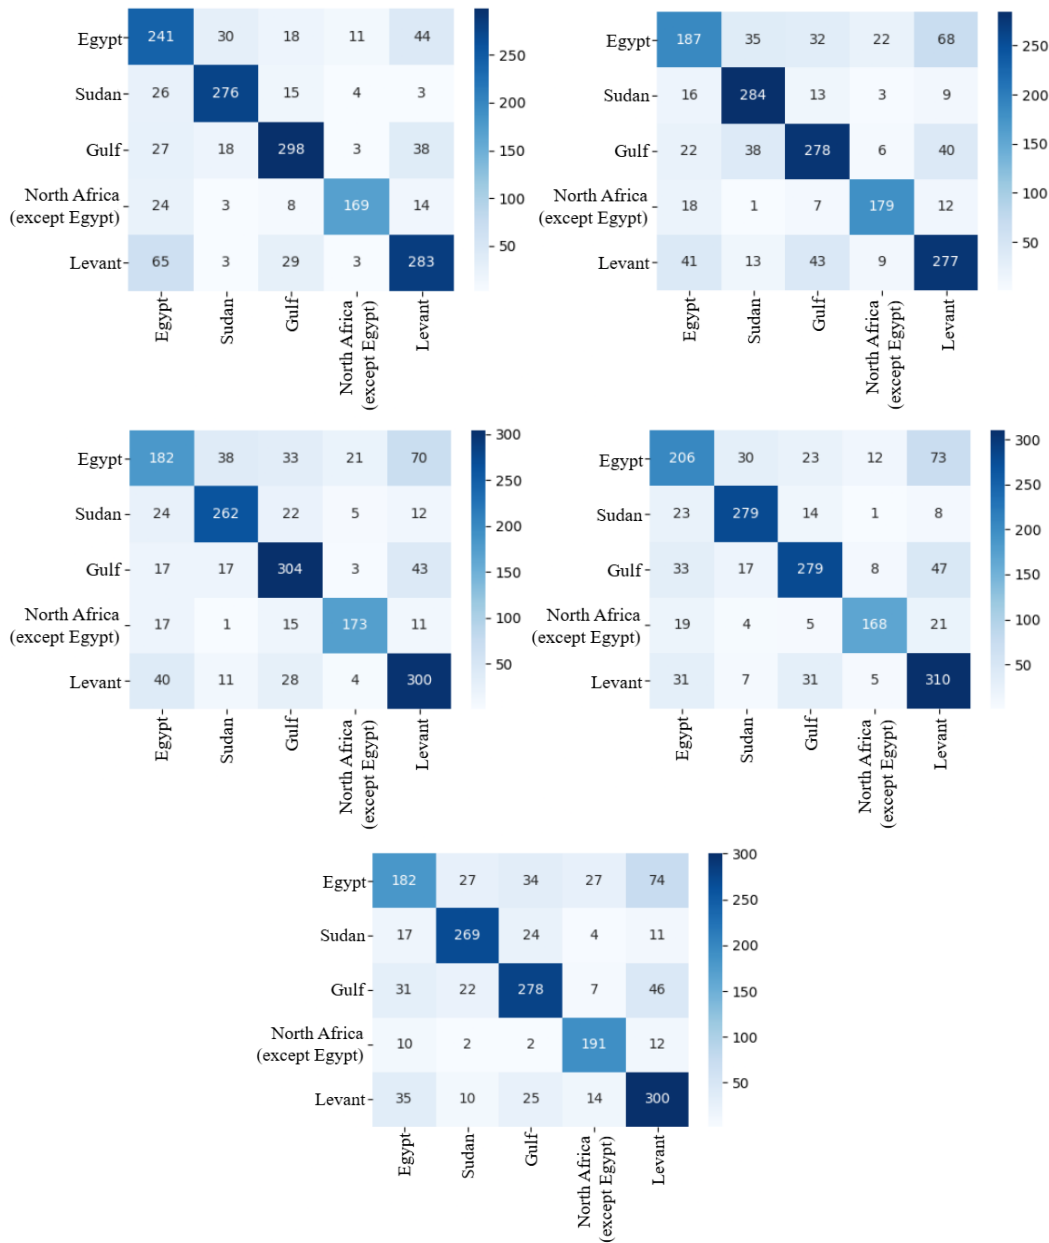 Egypt 241 30 18 11 44
Sudan 26 276 15 4 3
Gulf 27 18 298 3 38
North Africa
(except Egypt) 24 3 8 169 14
Levant 65 3 29 3 283
250
200
150
100
50
Egypt
Sudan
Gulf
North Africa
(except Egypt)
Levant
Egypt 187 35 32 22 68
Sudan 16 284 13 3 9
Gulf 22 38 278 6 40
North Africa
(except Egypt) 18 1 7 179 12
Levant 41 13 43 9 277
250
200
150
100
50
Egypt
Sudan
Gulf
North Africa
(except Egypt)
Levant
Egypt 182 38 33 21 70
Sudan 24 262 22 5 12
Gulf 17 17 304 3 43
North Africa
(except Egypt) 17 1 15 173 11
Levant 40 11 28 4 300
300
250
200
150
100
50
Egypt
Sudan
Gulf
North Africa
(except Egypt)
Levant
Egypt 206 30 23 12 73
Sudan 23 279 14 1 8
Gulf 33 17 279 8 47
North Africa
(except Egypt) 19 4 5 168 21
Levant 31 7 31 5 310
300
250
200
150
100
50
Egypt
Sudan
Gulf
North Africa
(except Egypt)
Levant
Egypt 182 27 34 27 74
Sudan 17 269 24 4 11
Gulf 31 22 278 7 46
North Africa
(except Egypt) 10 2 2 191 12
Levant 35 10 25 14 300
300
250
200
150
100
50
Egypt
Sudan
Gulf
North Africa
(except Egypt)
Levant